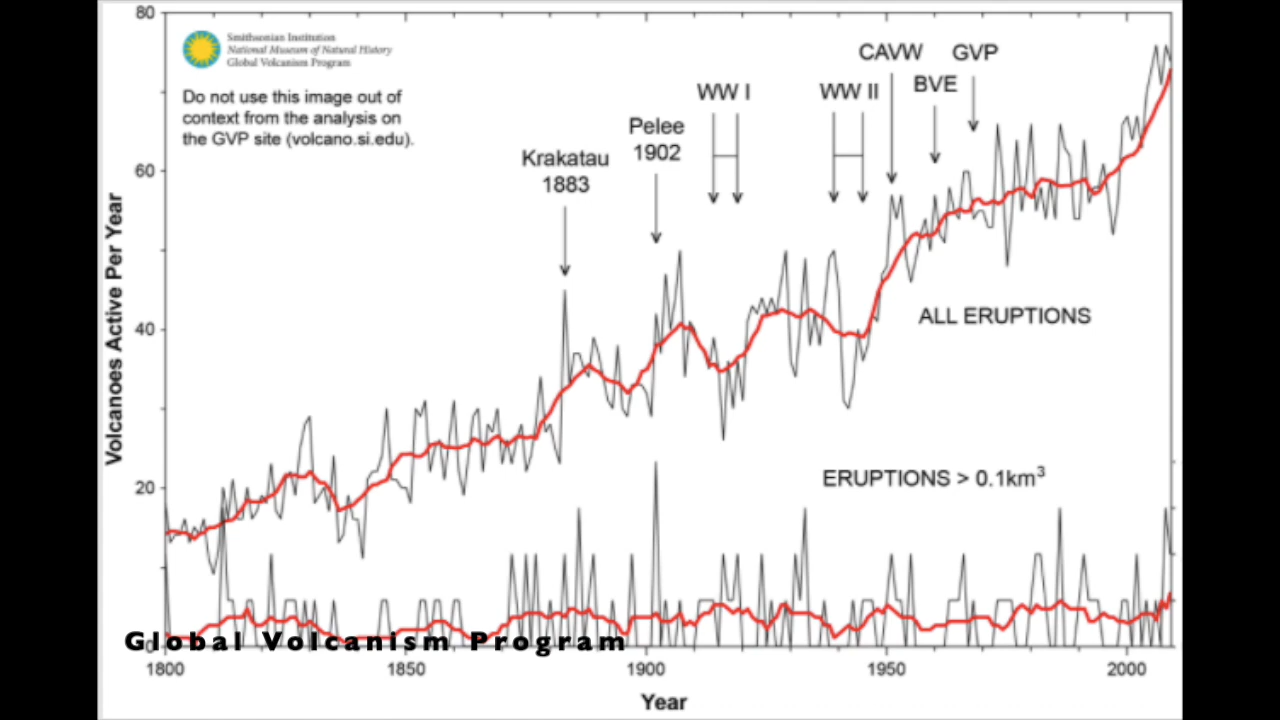 80
Smithsonian Institution
National Museum of Natural History
Global Volcanism Program
Do not use this image out of
context from the analysis on
the GVP site (volcano.si.edu).
CAVW
GVP
BVE
WW I
WW II
Pelee
1902
Krakatau
1883
60
Volcanoes Active Per Year
40
ALL ERUPTIONS
ERUPTIONS > 0.1km³
20
0
Global Volcanism Program
1800
1850
1900
1950
2000
Year